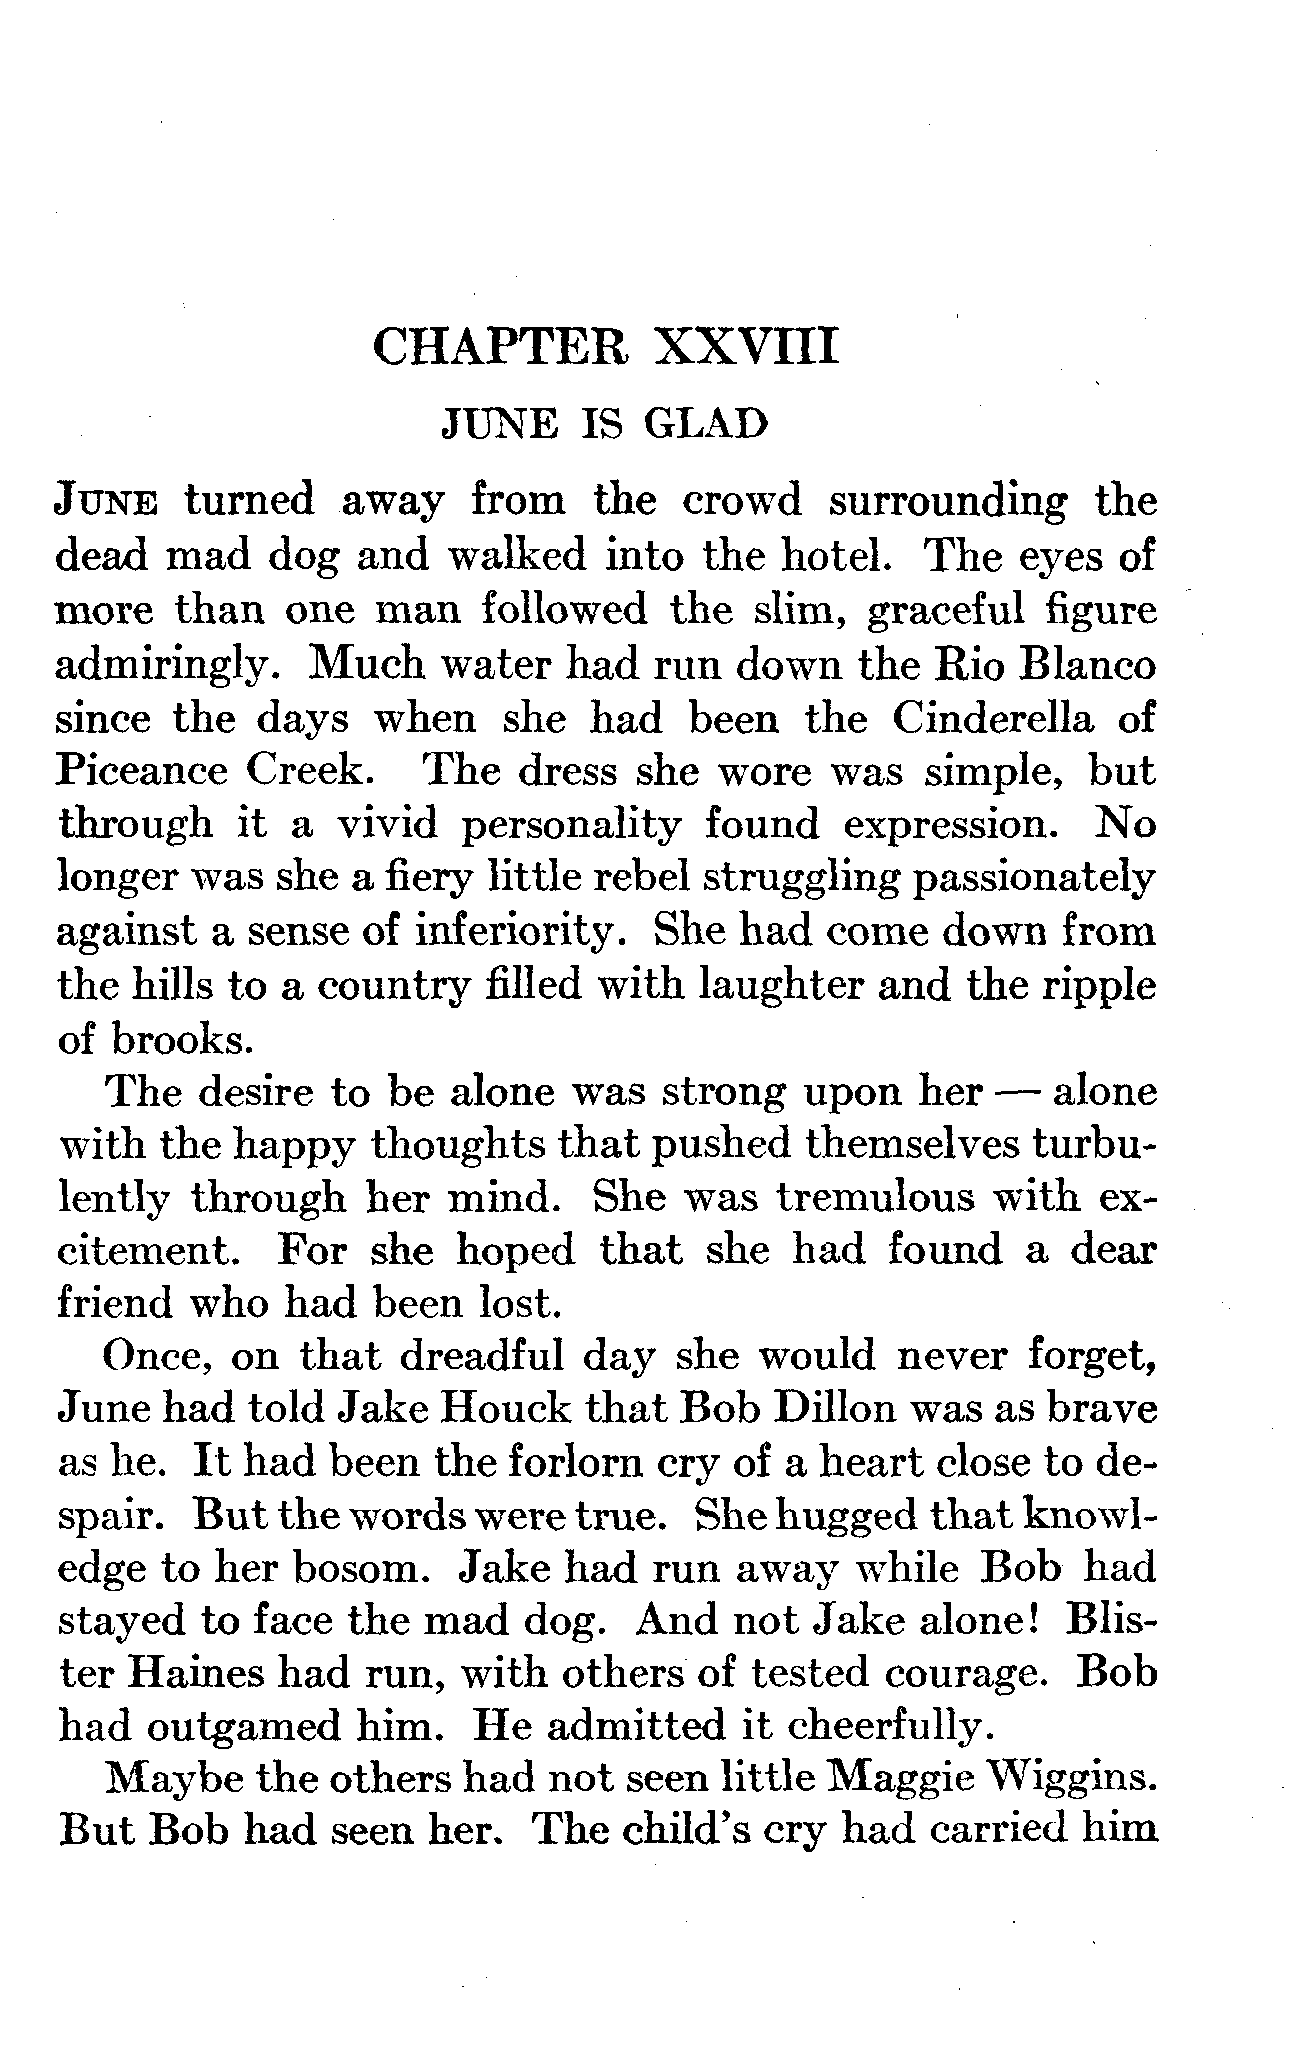 CHAPTER XXVIII
JUNE IS GLAD
JUNE turned away from the crowd surrounding the
dead mad dog and walked into the hotel. The eyes of
more than one man followed the slim, graceful figure
admiringly. Much water had run down the Rio Blanco
since the days when she had been the Cinderella of
Piceance Creek. The dress she wore was simple, but
through it a vivid personality found expression. No
longer was she a fiery little rebel struggling passionately
against a sense of inferiority. She had come down from
the hills to a country filled with laughter and the ripple
of brooks.
The desire to be alone was strong upon her — alone
with the happy thoughts that pushed themselves turbu-
lently through her mind. She was tremulous with ex-
citement. For she hoped that she had found a dear
friend who had been lost.
Once, on that dreadful day she would never forget,
June had told Jake Houck that Bob Dillon was as brave
as he. It had been the forlorn cry of a heart close to de-
spair. But the words were true. She hugged that knowl-
edge to her bosom. Jake had run away while Bob had
stayed to face the mad dog. And not Jake alone! Blis-
ter Haines had run, with others of tested courage. Bob
had outgamed him. He admitted it cheerfully.
Maybe the others had not seen little Maggie Wiggins.
But Bob had seen her. The child's cry had carried him